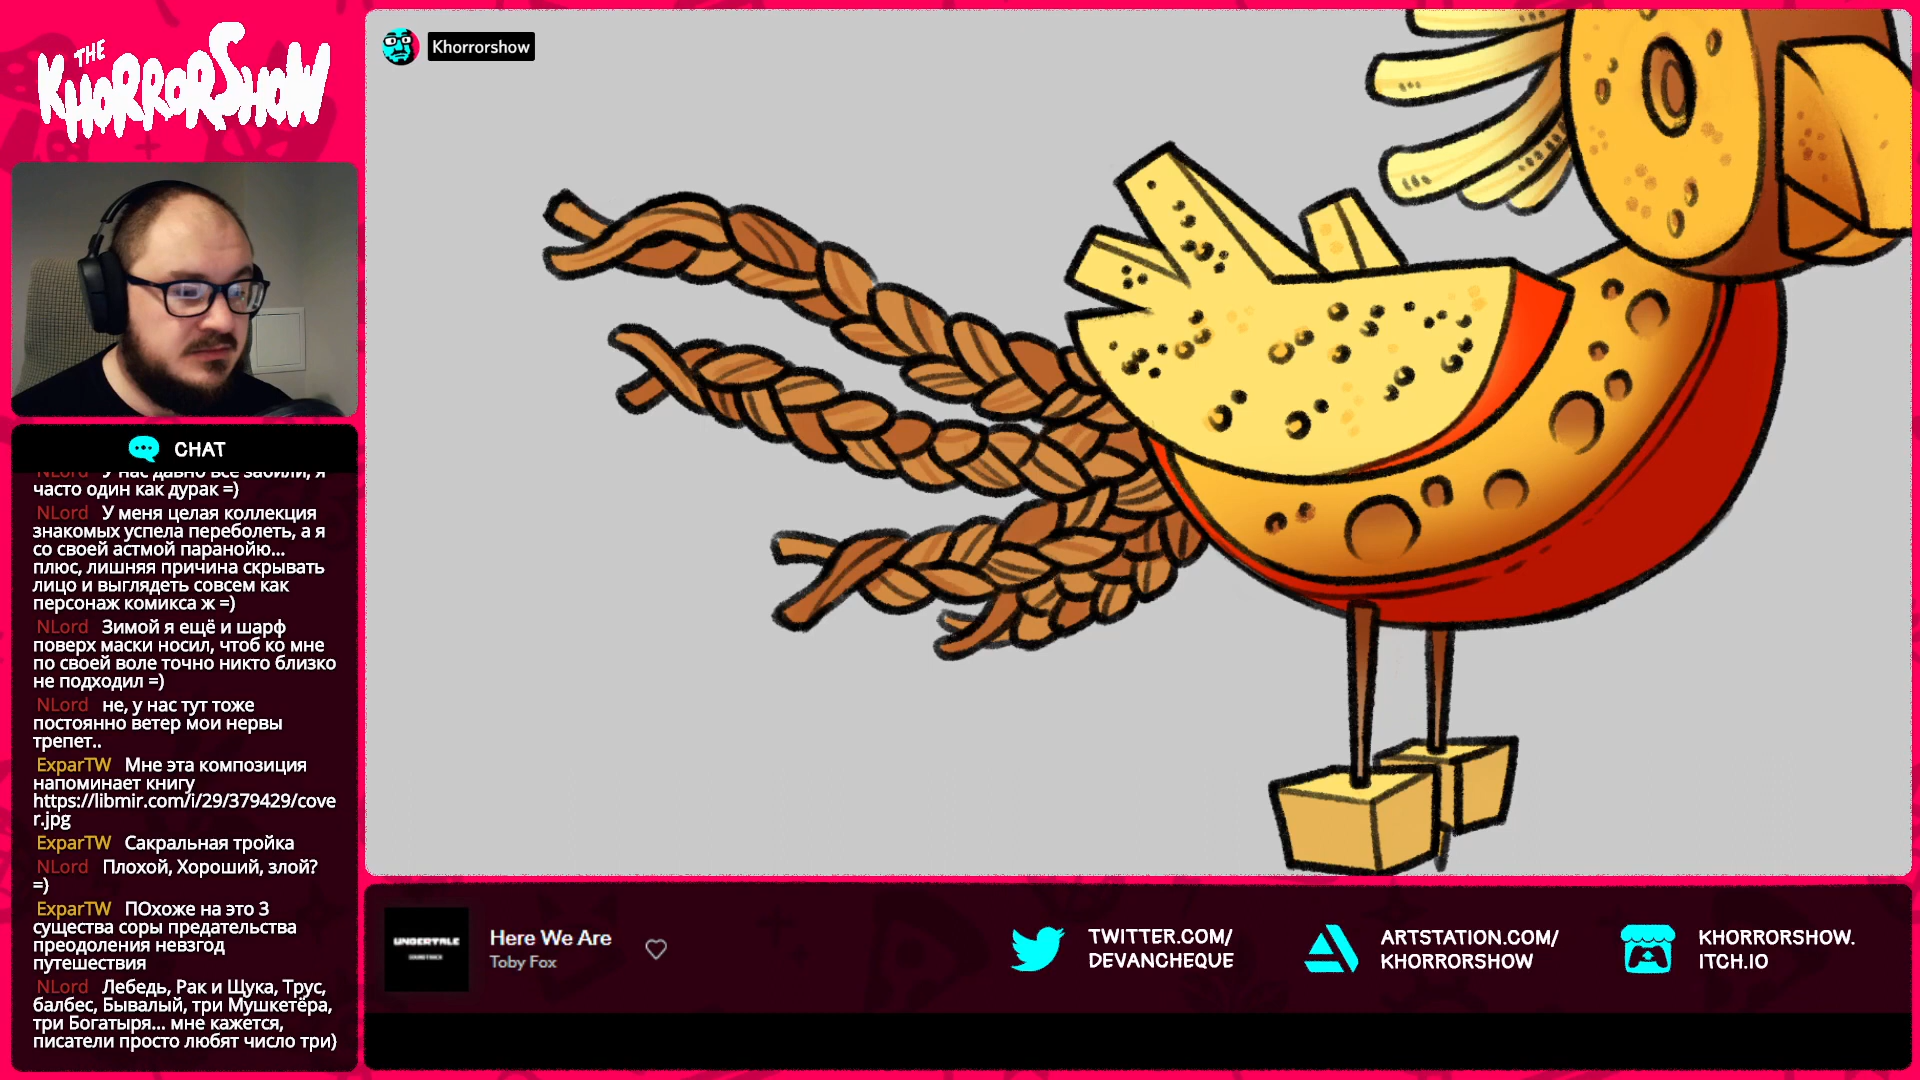 THE
KHORRORSHOW
Khorrorshow
CHAT
NLord У нас давно все забили, я
часто один как дурак =)
NLord У меня целая коллекция
знакомых успела переболеть, а я
со своей астмой паранойю...
плюс, лишняя причина скрывать
лицо и выглядеть совсем как
персонаж комикса ж =)
NLord Зимой я ещё и шарф
поверх маски носил, чтоб ко мне
по своей воле точно никто близко
не подходил =)
NLord не, у нас тут тоже
постоянно ветер мои нервы
трепет..
ExparTW Мне эта композиция
напоминает книгу
https://libmir.com/i/29/379429/cove
r.jpg
ExparTW Сакральная тройка
NLord Плохой, Хороший, злой?
=)
ExparTW ПОхоже на это 3
существа соры предательства
преодоления невзгод
путешествия
NLord Лебедь, Рак и Щука, Трус,
балбес, Бывалый, три Мушкетёра,
три Богатыря... мне кажется,
писатели просто любят число три)
UNDERTALE
SOUNDTRACK
Here We Are
Toby Fox
TWITTER.COM/
DEVANCHEQUE
ARTSTATION.COM/
KHORRORSHOW
KHORRORSHOW.
ITCH.IO